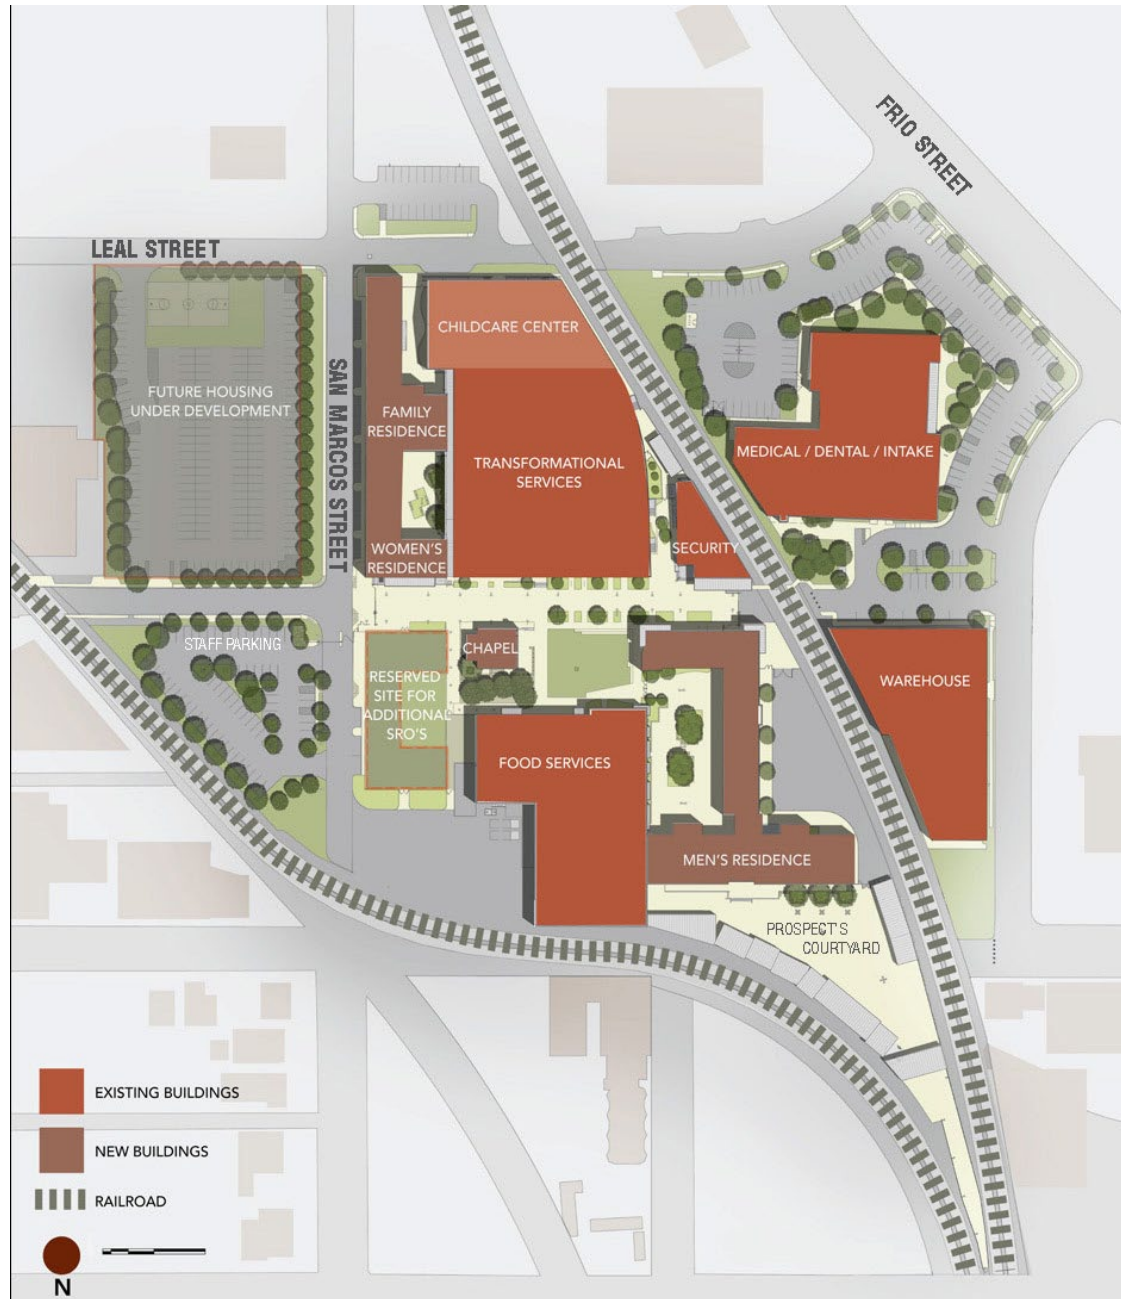 FRIO STREET
LEAL STREET
CHILDCARE CENTER
SAN MARCOS STREET
FUTURE HOUSING
UNDER DEVELOPMENT
FAMILY
RESIDENCE
TRANSFORMATIONAL
SERVICES
MEDICAL / DENTAL / INTAKE
WOMEN'S
RESIDENCE
SECURITY
STAFF PARKING
CHAPEL
RESERVED
SITE FOR
ADDITIONAL
SRO'S
WAREHOUSE
FOOD SERVICES
MEN'S RESIDENCE
PROSPECT'S
COURTYARD
EXISTING BUILDINGS
NEW BUILDINGS
RAILROAD
N